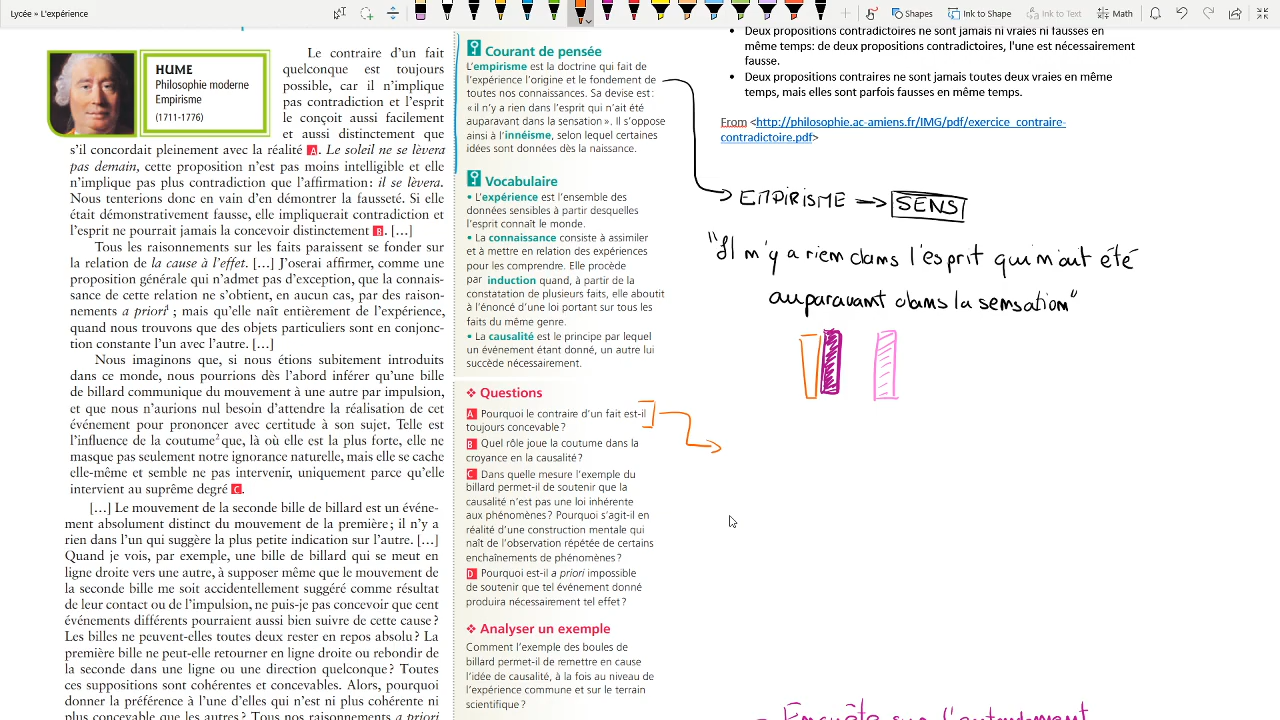 Lycée » L'expérience
Shapes
Ink to Shape
Ink to Text
Math
HUME
Philosophie moderne
Empirisme
(1711-1776)
Le contraire d'un fait
quelconque est toujours
possible, car il n'implique
pas contradiction et l'esprit
le conçoit aussi facilement
et aussi distinctement que
s'il concordait pleinement avec la réalité A. Le soleil ne se lèvera
pas demain, cette proposition n'est pas moins intelligible et elle
n'implique pas plus contradiction que l'affirmation : il se lèvera.
Nous tenterions donc en vain d'en démontrer la fausseté. Si elle
était démonstrativement fausse, elle impliquerait contradiction et
l'esprit ne pourrait jamais la concevoir distinctement B. […]
Tous les raisonnements sur les faits paraissent se fonder sur
la relation de la cause à l'effet. […] J'oserai affirmer, comme une
proposition générale qui n'admet pas d'exception, que la connais-
sance de cette relation ne s'obtient, en aucun cas, par des raison-
nements a priori¹ ; mais qu'elle naît entièrement de l'expérience,
quand nous trouvons que des objets particuliers sont en conjonc-
tion constante l'un avec l'autre. […]
Nous imaginons que, si nous étions subitement introduits
dans ce monde, nous pourrions dès l'abord inférer qu'une bille
de billard communique du mouvement à une autre par impulsion,
et que nous n'aurions nul besoin d'attendre la réalisation de cet
événement pour prononcer avec certitude à son sujet. Telle est
l'influence de la coutume² que, là où elle est la plus forte, elle ne
masque pas seulement notre ignorance naturelle, mais elle se cache
elle-même et semble ne pas intervenir, uniquement parce qu'elle
intervient au suprême degré C.
[…] Le mouvement de la seconde bille de billard est un événe-
ment absolument distinct du mouvement de la première ; il n'y a
rien dans l'un qui suggère la plus petite indication sur l'autre. […]
Quand je vois, par exemple, une bille de billard qui se meut en
ligne droite vers une autre, à supposer même que le mouvement de
la seconde bille me soit accidentellement suggéré comme résultat
de leur contact ou de l'impulsion, ne puis-je pas concevoir que cent
événements différents pourraient aussi bien suivre de cette cause ?
Les billes ne peuvent-elles toutes deux rester en repos absolu ? La
première bille ne peut-elle retourner en ligne droite ou rebondir de
la seconde dans une ligne ou une direction quelconque ? Toutes
ces suppositions sont cohérentes et concevables. Alors, pourquoi
donner la préférence à l'une d'elles qui n'est ni plus cohérente ni
plus concevable que les autres ? Tous nos raisonnements a priori
Courant de pensée
L'empirisme est la doctrine qui fait de
l'expérience l'origine et le fondement de
toutes nos connaissances. Sa devise est :
« il n'y a rien dans l'esprit qui n'ait été
auparavant dans la sensation ». Il s'oppose
ainsi à l'innéisme, selon lequel certaines
idées sont données dès la naissance.
Vocabulaire
• L'expérience est l'ensemble des
données sensibles à partir desquelles
l'esprit connaît le monde.
• La connaissance consiste à assimiler
et à mettre en relation des expériences
pour les comprendre. Elle procède
par induction quand, à partir de la
constatation de plusieurs faits, elle aboutit
à l'énoncé d'une loi portant sur tous les
faits du même genre.
• La causalité est le principe par lequel
un événement étant donné, un autre lui
succède nécessairement.
❖ Questions
A Pourquoi le contraire d'un fait est-il
toujours concevable ?
B Quel rôle joue la coutume dans la
croyance en la causalité ?
C Dans quelle mesure l'exemple du
billard permet-il de soutenir que la
causalité n'est pas une loi inhérente
aux phénomènes ? Pourquoi s'agit-il en
réalité d'une construction mentale qui
naît de l'observation répétée de certains
enchaînements de phénomènes ?
D Pourquoi est-il a priori impossible
de soutenir que tel événement donné
produira nécessairement tel effet ?
❖ Analyser un exemple
Comment l'exemple des boules de
billard permet-il de remettre en cause
l'idée de causalité, à la fois au niveau de
l'expérience commune et sur le terrain
scientifique ?
• Deux propositions contradictoires ne sont jamais ni vraies ni fausses en
même temps: de deux propositions contradictoires, l'une est nécessairement
fausse.
• Deux propositions contraires ne sont jamais toutes deux vraies en même
temps, mais elles sont parfois fausses en même temps.
From <http://philosophie.ac-amiens.fr/IMG/pdf/exercice_contraire-
contradictoire.pdf>
EMPIRISME → SENS
"Il n'y a rien dans l'esprit qui n'ait été
auparavant dans la sensation"
- Enquête sur l'entendement